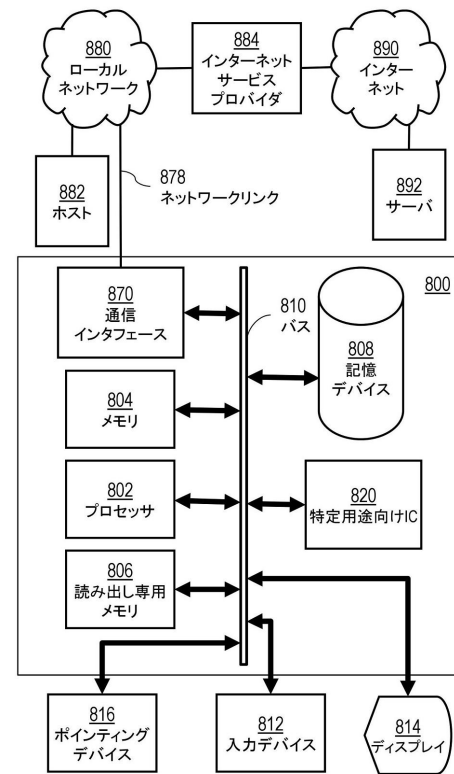 880
ローカル
ネットワーク
884
インターネット
サービス
プロバイダ
890
インター
ネット
882
ホスト
878
ネットワークリンク
892
サーバ
800
870
通信
インタフェース
810
バス
808
記憶
デバイス
804
メモリ
802
プロセッサ
820
特定用途向けIC
806
読み出し専用
メモリ
816
ポインティング
デバイス
812
入力デバイス
814
ディスプレイ